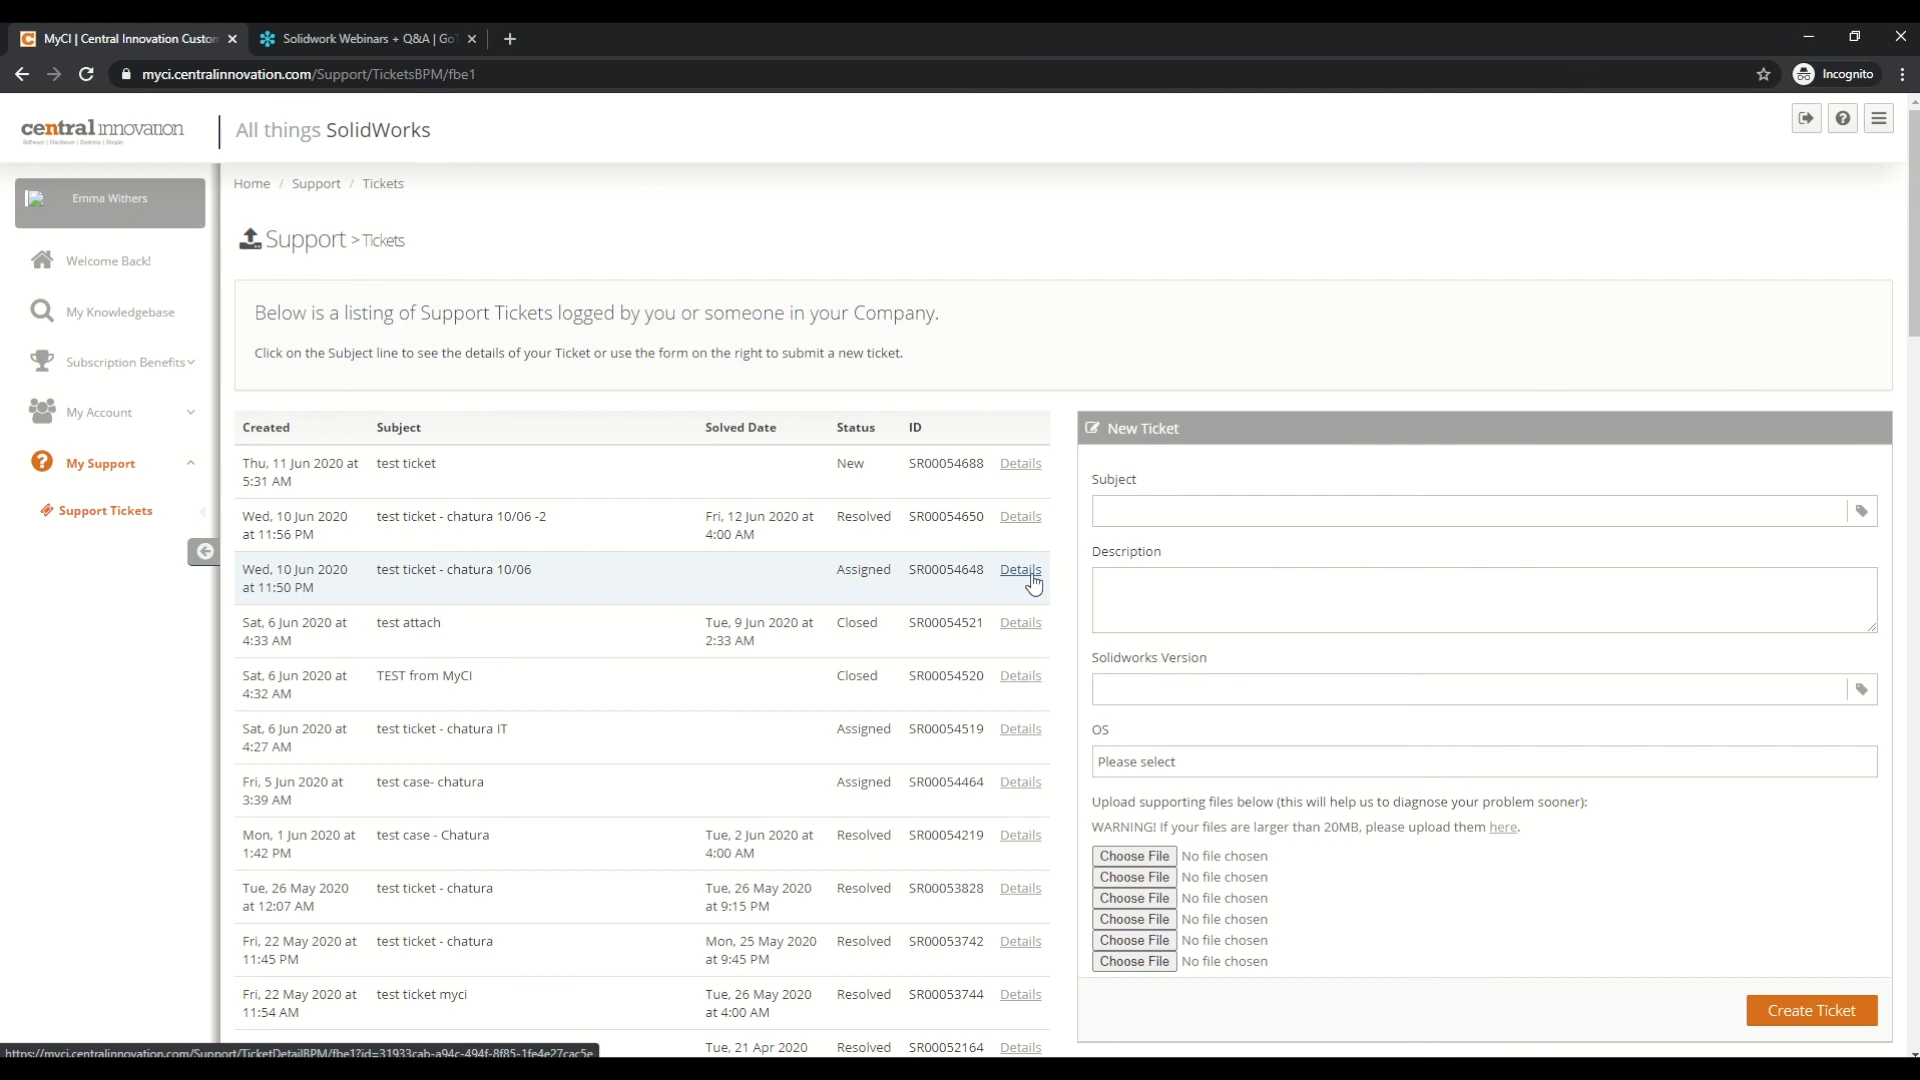 MyCI | Central Innovation Custon
Solidwork Webinars + Q&A | GoT
myci.centralinnovation.com/Support/TicketsBPM/fbe1
Incognito
central innovation
Software | Hardware | Systems | People
All things SolidWorks
Home / Support / Tickets
Emma Withers
Support > Tickets
Welcome Back!
My Knowledgebase
Subscription Benefits
My Account
My Support
Support Tickets
Below is a listing of Support Tickets logged by you or someone in your Company.
Click on the Subject line to see the details of your Ticket or use the form on the right to submit a new ticket.
Created Subject Solved Date Status ID
Thu, 11 Jun 2020 at test ticket New SR00054688 Details
5:31 AM
Wed, 10 Jun 2020 test ticket - chatura 10/06 -2 Fri, 12 Jun 2020 at Resolved SR00054650 Details
at 11:56 PM 4:00 AM
Wed, 10 Jun 2020 test ticket - chatura 10/06 Assigned SR00054648 Details
at 11:50 PM
Sat, 6 Jun 2020 at test attach Tue, 9 Jun 2020 at Closed SR00054521 Details
4:33 AM 2:33 AM
Sat, 6 Jun 2020 at TEST from MyCI Closed SR00054520 Details
4:32 AM
Sat, 6 Jun 2020 at test ticket - chatura IT Assigned SR00054519 Details
4:27 AM
Fri, 5 Jun 2020 at test case- chatura Assigned SR00054464 Details
3:39 AM
Mon, 1 Jun 2020 at test case - Chatura Tue, 2 Jun 2020 at Resolved SR00054219 Details
1:42 PM 4:00 AM
Tue, 26 May 2020 test ticket - chatura Tue, 26 May 2020 Resolved SR00053828 Details
at 12:07 AM at 9:15 PM
Fri, 22 May 2020 at test ticket - chatura Mon, 25 May 2020 Resolved SR00053742 Details
11:45 PM at 9:45 PM
Fri, 22 May 2020 at test ticket myci Tue, 26 May 2020 Resolved SR00053744 Details
11:54 AM at 4:00 AM
Tue, 21 Apr 2020 Resolved SR00052164 Details
New Ticket
Subject
Description
Solidworks Version
OS
Please select
Upload supporting files below (this will help us to diagnose your problem sooner):
WARNING! If your files are larger than 20MB, please upload them here.
Choose File No file chosen
Choose File No file chosen
Choose File No file chosen
Choose File No file chosen
Choose File No file chosen
Choose File No file chosen
Create Ticket
https://myci.centralinnovation.com/Support/TicketDetailBPM/fbe1?id=31933cab-a94c-494f-8f85-1fe4e27cac5e